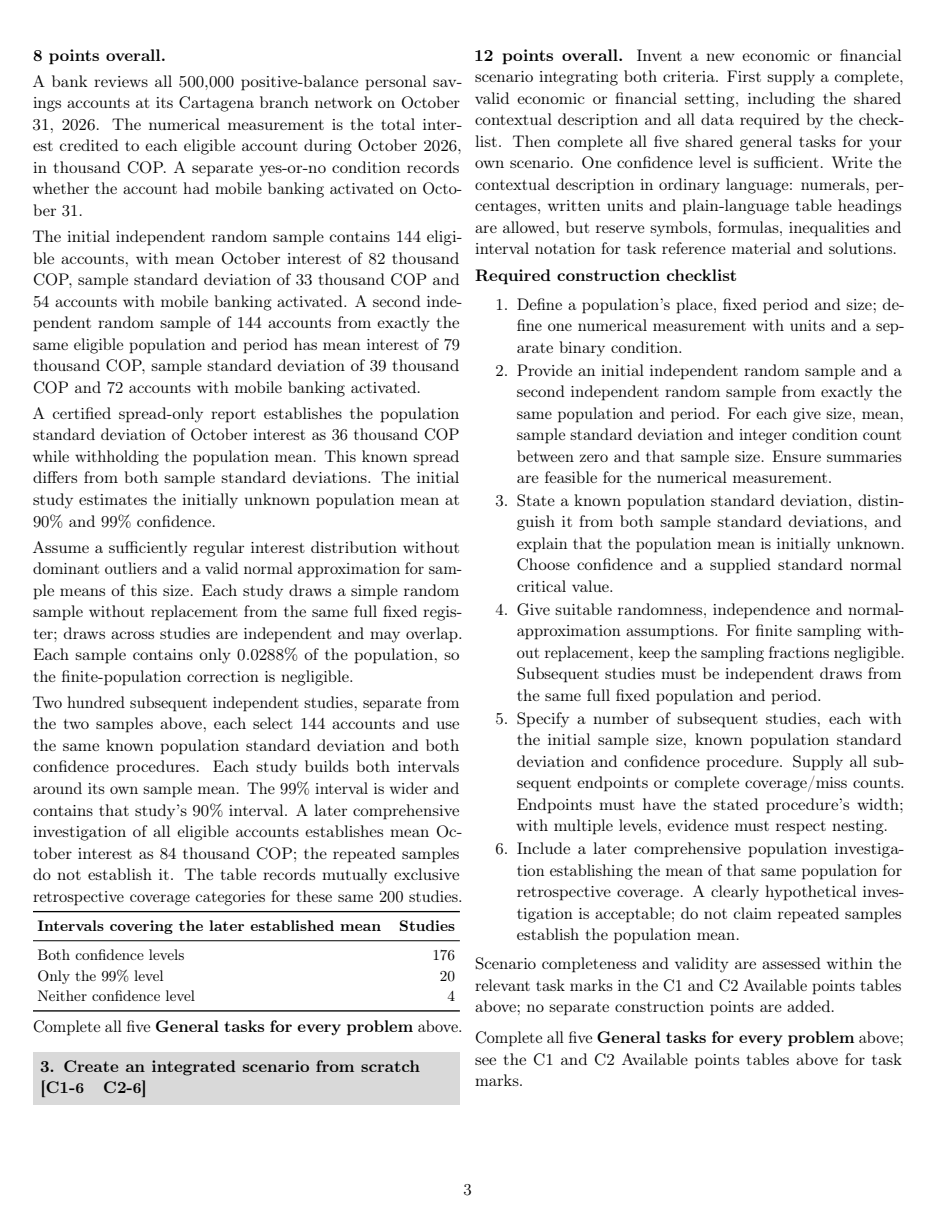 8 points overall.
A bank reviews all 500,000 positive-balance personal sav-
ings accounts at its Cartagena branch network on October
31, 2026. The numerical measurement is the total inter-
est credited to each eligible account during October 2026,
in thousand COP. A separate yes-or-no condition records
whether the account had mobile banking activated on Octo-
ber 31.
The initial independent random sample contains 144 eligi-
ble accounts, with mean October interest of 82 thousand
COP, sample standard deviation of 33 thousand COP and
54 accounts with mobile banking activated. A second inde-
pendent random sample of 144 accounts from exactly the
same eligible population and period has mean interest of 79
thousand COP, sample standard deviation of 39 thousand
COP and 72 accounts with mobile banking activated.
A certified spread-only report establishes the population
standard deviation of October interest as 36 thousand COP
while withholding the population mean. This known spread
differs from both sample standard deviations. The initial
study estimates the initially unknown population mean at
90% and 99% confidence.
Assume a sufficiently regular interest distribution without
dominant outliers and a valid normal approximation for sam-
ple means of this size. Each study draws a simple random
sample without replacement from the same full fixed regis-
ter; draws across studies are independent and may overlap.
Each sample contains only 0.0288% of the population, so
the finite-population correction is negligible.
Two hundred subsequent independent studies, separate from
the two samples above, each select 144 accounts and use
the same known population standard deviation and both
confidence procedures. Each study builds both intervals
around its own sample mean. The 99% interval is wider and
contains that study's 90% interval. A later comprehensive
investigation of all eligible accounts establishes mean Oc-
tober interest as 84 thousand COP; the repeated samples
do not establish it. The table records mutually exclusive
retrospective coverage categories for these same 200 studies.
Intervals covering the later established mean Studies
Both confidence levels 176
Only the 99% level 20
Neither confidence level 4
Complete all five General tasks for every problem above.
3. Create an integrated scenario from scratch
[C1-6 C2-6]
12 points overall. Invent a new economic or financial
scenario integrating both criteria. First supply a complete,
valid economic or financial setting, including the shared
contextual description and all data required by the check-
list. Then complete all five shared general tasks for your
own scenario. One confidence level is sufficient. Write the
contextual description in ordinary language: numerals, per-
centages, written units and plain-language table headings
are allowed, but reserve symbols, formulas, inequalities and
interval notation for task reference material and solutions.
Required construction checklist
1. Define a population's place, fixed period and size; de-
fine one numerical measurement with units and a sep-
arate binary condition.
2. Provide an initial independent random sample and a
second independent random sample from exactly the
same population and period. For each give size, mean,
sample standard deviation and integer condition count
between zero and that sample size. Ensure summaries
are feasible for the numerical measurement.
3. State a known population standard deviation, distin-
guish it from both sample standard deviations, and
explain that the population mean is initially unknown.
Choose confidence and a supplied standard normal
critical value.
4. Give suitable randomness, independence and normal-
approximation assumptions. For finite sampling with-
out replacement, keep the sampling fractions negligible.
Subsequent studies must be independent draws from
the same full fixed population and period.
5. Specify a number of subsequent studies, each with
the initial sample size, known population standard
deviation and confidence procedure. Supply all sub-
sequent endpoints or complete coverage/miss counts.
Endpoints must have the stated procedure's width;
with multiple levels, evidence must respect nesting.
6. Include a later comprehensive population investiga-
tion establishing the mean of that same population for
retrospective coverage. A clearly hypothetical inves-
tigation is acceptable; do not claim repeated samples
establish the population mean.
Scenario completeness and validity are assessed within the
relevant task marks in the C1 and C2 Available points tables
above; no separate construction points are added.
Complete all five General tasks for every problem above;
see the C1 and C2 Available points tables above for task
marks.
3